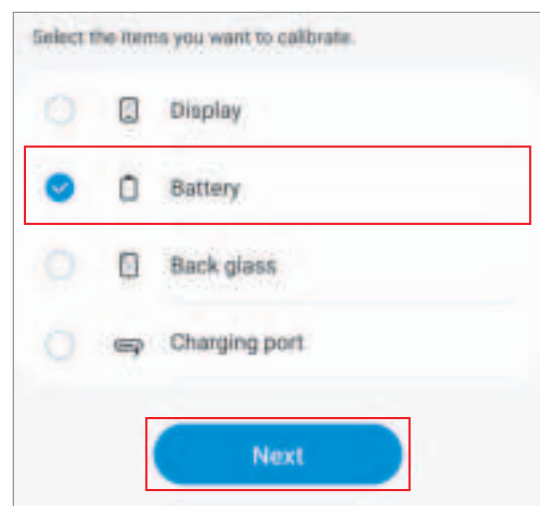 Select the items you want to calibrate.
Display
Battery
Back glass
Charging port
Next